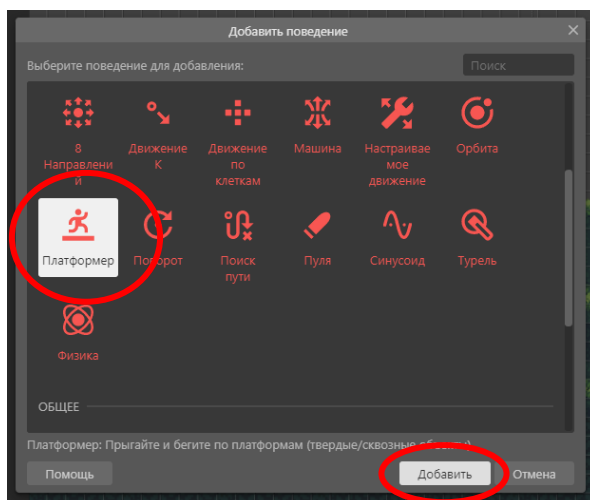 Добавить поведение
Выберите поведение для добавления:
Поиск
8
Направлени
й
Движение
К
Движение
по
клеткам
Машина
Настраивае
мое
движение
Орбита
Платформер
Поворот
Поиск
пути
Пуля
Синусоид
Турель
Физика
ОБЩЕЕ
Платформер: Прыгайте и бегите по платформам (твердые/сквозные объекты)
Помощь
Добавить
Отмена